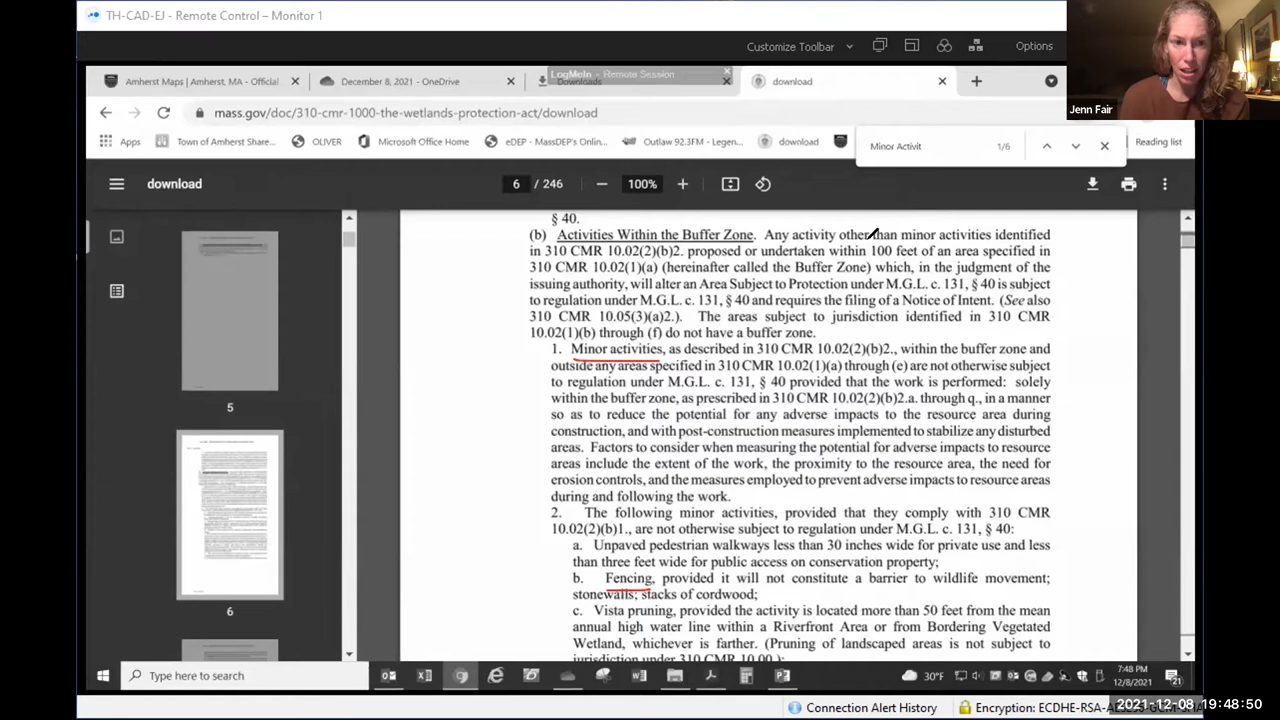 TH-CAD-EJ - Remote Control - Monitor 1
Customize Toolbar
Options
Jenn Fair
Amherst Maps | Amherst, MA - Official
December 8, 2021 - OneDrive
Downloads
LogMeIn - Remote Session
download
mass.gov/doc/310-cmr-1000-the-wetlands-protection-act/download
Apps
Town of Amherst Share...
OLIVER
Microsoft Office Home
eDEP - MassDEP's Onlin...
Outlaw 92.3FM - Legen...
download
Reading list
Minor Activit
1/6
download
6 / 246
100%
§ 40.
(b) Activities Within the Buffer Zone. Any activity other than minor activities identified
in 310 CMR 10.02(2)(b)2. proposed or undertaken within 100 feet of an area specified in
310 CMR 10.02(1)(a) (hereinafter called the Buffer Zone) which, in the judgment of the
issuing authority, will alter an Area Subject to Protection under M.G.L. c. 131, § 40 is subject
to regulation under M.G.L. c. 131, § 40 and requires the filing of a Notice of Intent. (See also
310 CMR 10.05(3)(a)2.). The areas subject to jurisdiction identified in 310 CMR
10.02(1)(b) through (f) do not have a buffer zone.
1. Minor activities, as described in 310 CMR 10.02(2)(b)2., within the buffer zone and
outside any areas specified in 310 CMR 10.02(1)(a) through (e) are not otherwise subject
to regulation under M.G.L. c. 131, § 40 provided that the work is performed: solely
within the buffer zone, as prescribed in 310 CMR 10.02(2)(b)2.a. through q., in a manner
so as to reduce the potential for any adverse impacts to the resource area during
construction, and with post-construction measures implemented to stabilize any disturbed
areas. Factors to consider when measuring the potential for adverse impacts to resource
areas include the extent of the work, the proximity to the resource area, the need for
erosion controls, and the measures employed to prevent adverse impacts to resource areas
during and following the work.
2. The following minor activities, provided that they comply with 310 CMR
10.02(2)(b)1., are not otherwise subject to regulation under M.G.L. c. 131, § 40:
a. Unpaved pedestrian walkways less than 30 inches wide for private use and less
than three feet wide for public access on conservation property;
b. Fencing, provided it will not constitute a barrier to wildlife movement;
stonewalls; stacks of cordwood;
c. Vista pruning, provided the activity is located more than 50 feet from the mean
annual high water line within a Riverfront Area or from Bordering Vegetated
Wetland, whichever is farther. (Pruning of landscaped areas is not subject to
jurisdiction under 310 CMR 10.00.);
5
6
Type here to search
30°F
7:48 PM
12/8/2021
21
Connection Alert History
Encryption: ECDHE-RSA-
2021-12-08 19:48:50